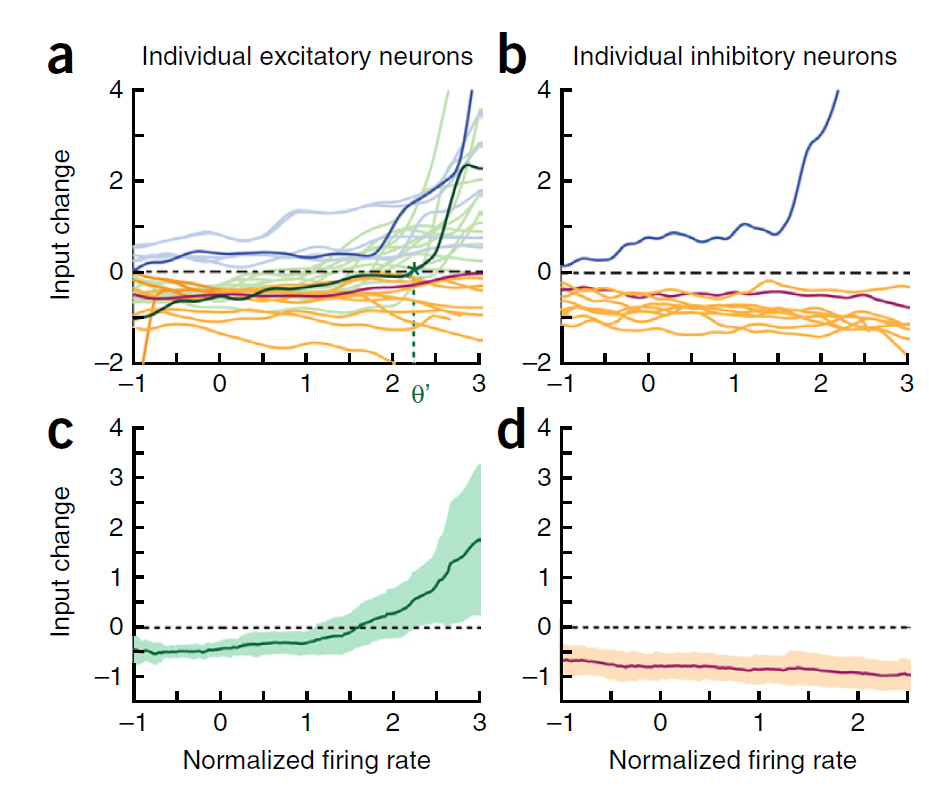 a Individual excitatory neurons
Input change
4
2
0
−2
−1 0 1 2 3
θ’
b Individual inhibitory neurons
4
2
0
−2
−1 0 1 2 3
c
Input change
4
3
2
1
0
−1
−1 0 1 2 3
Normalized firing rate
d
4
3
2
1
0
−1
−1 0 1 2
Normalized firing rate